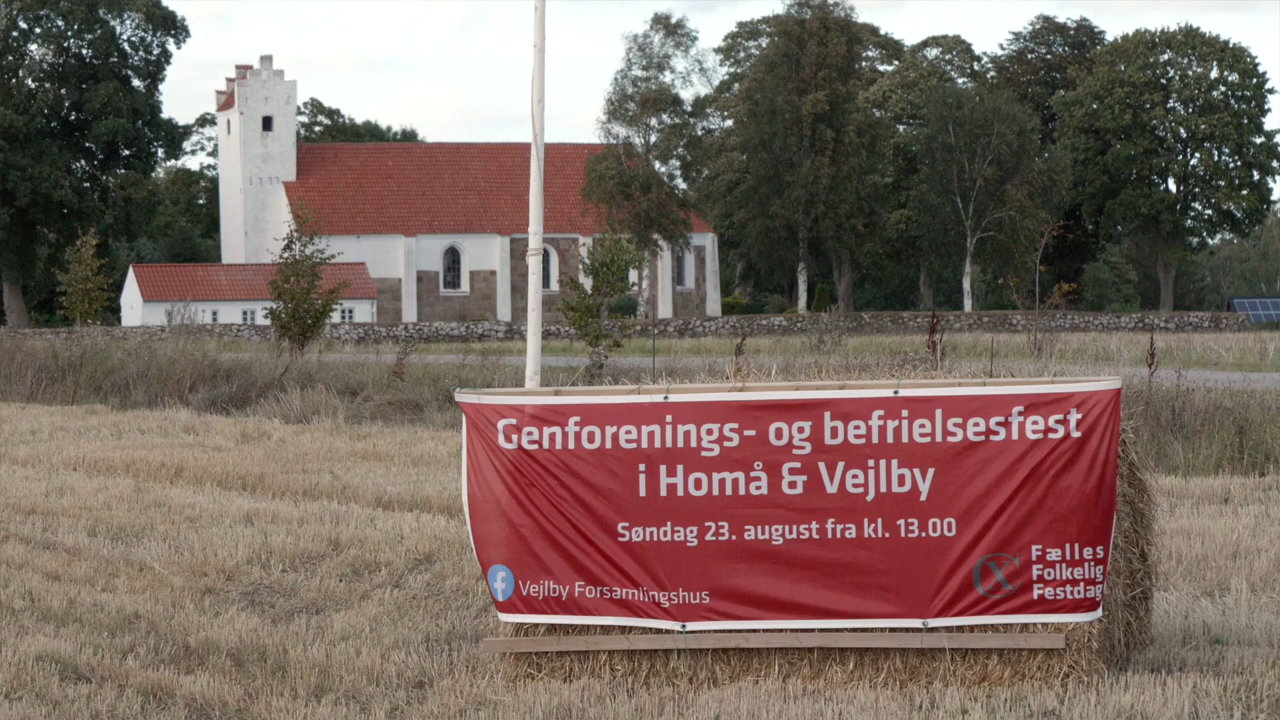 Genforenings- og befrielsesfest
i Homå & Vejlby
Søndag 23. august fra kl. 13.00
Vejlby Forsamlingshus
Fælles
Folkelig
Festdag